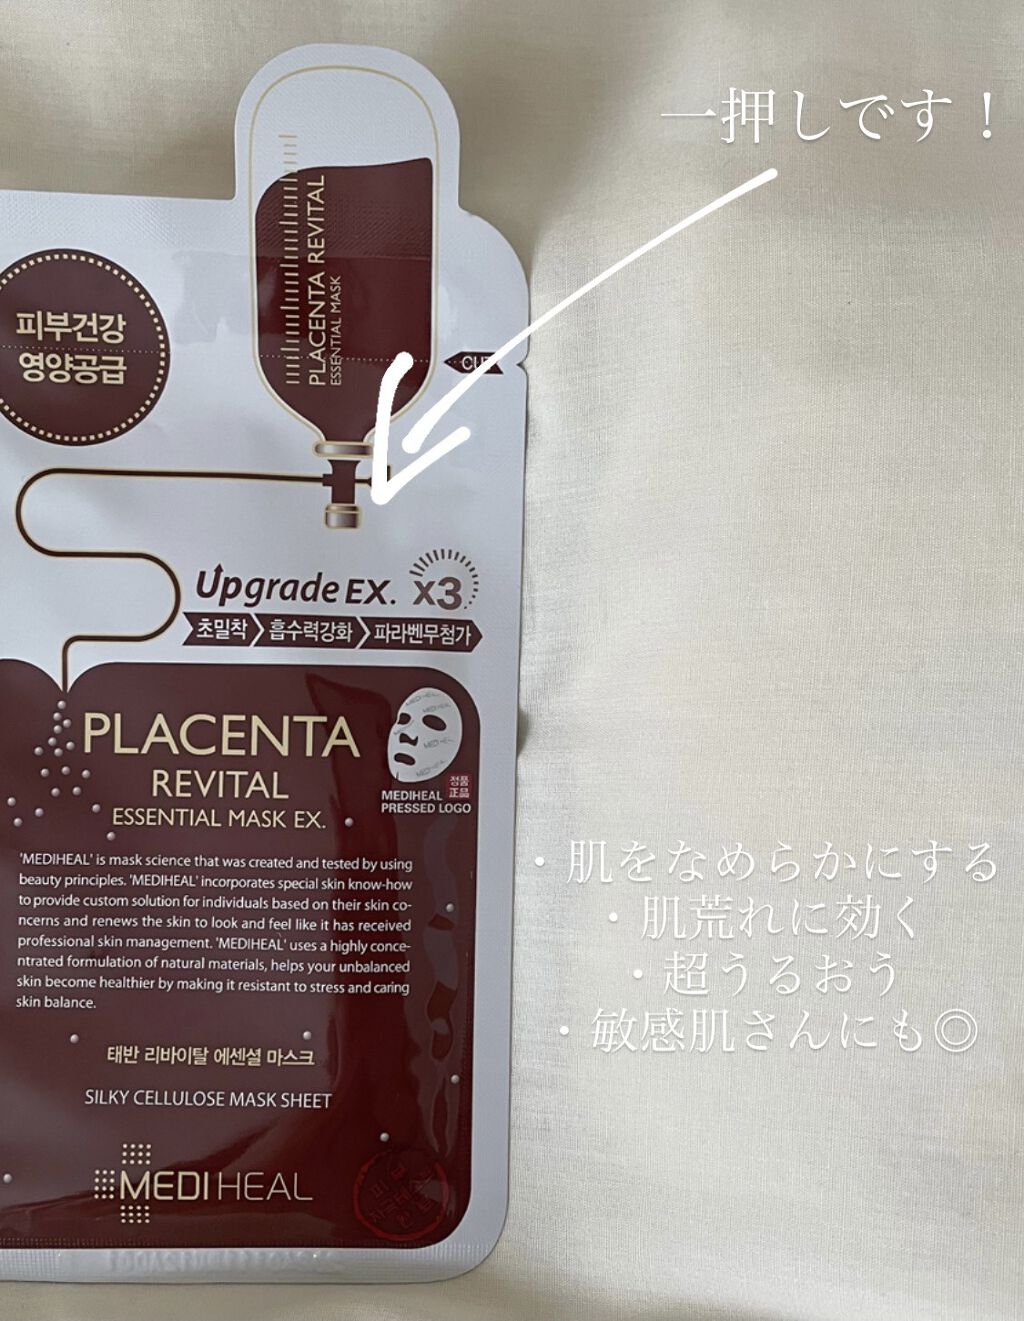 一押しです！
PLACENTA REVITAL
ESSENTIAL MASK
피부건강
영양공급
Upgrade EX. x3
초밀착 흡수력강화 파라벤무첨가
PLACENTA
REVITAL
ESSENTIAL MASK EX.
MEDIHEAL
PRESSED LOGO
정품
正品
'MEDIHEAL' is mask science that was created and tested by using
beauty principles. 'MEDIHEAL' incorporates special skin know-how
to provide custom solution for individuals based on their skin co-
ncerns and renews the skin to look and feel like it has received
professional skin management. 'MEDIHEAL' uses a highly conce-
ntrated formulation of natural materials, helps your unbalanced
skin become healthier by making it resistant to stress and caring
skin balance.
태반 리바이탈 에센셜 마스크
SILKY CELLULOSE MASK SHEET
MEDIHEAL
・肌をなめらかにする
・肌荒れに効く
・超うるおう
・敏感肌さんにも◎